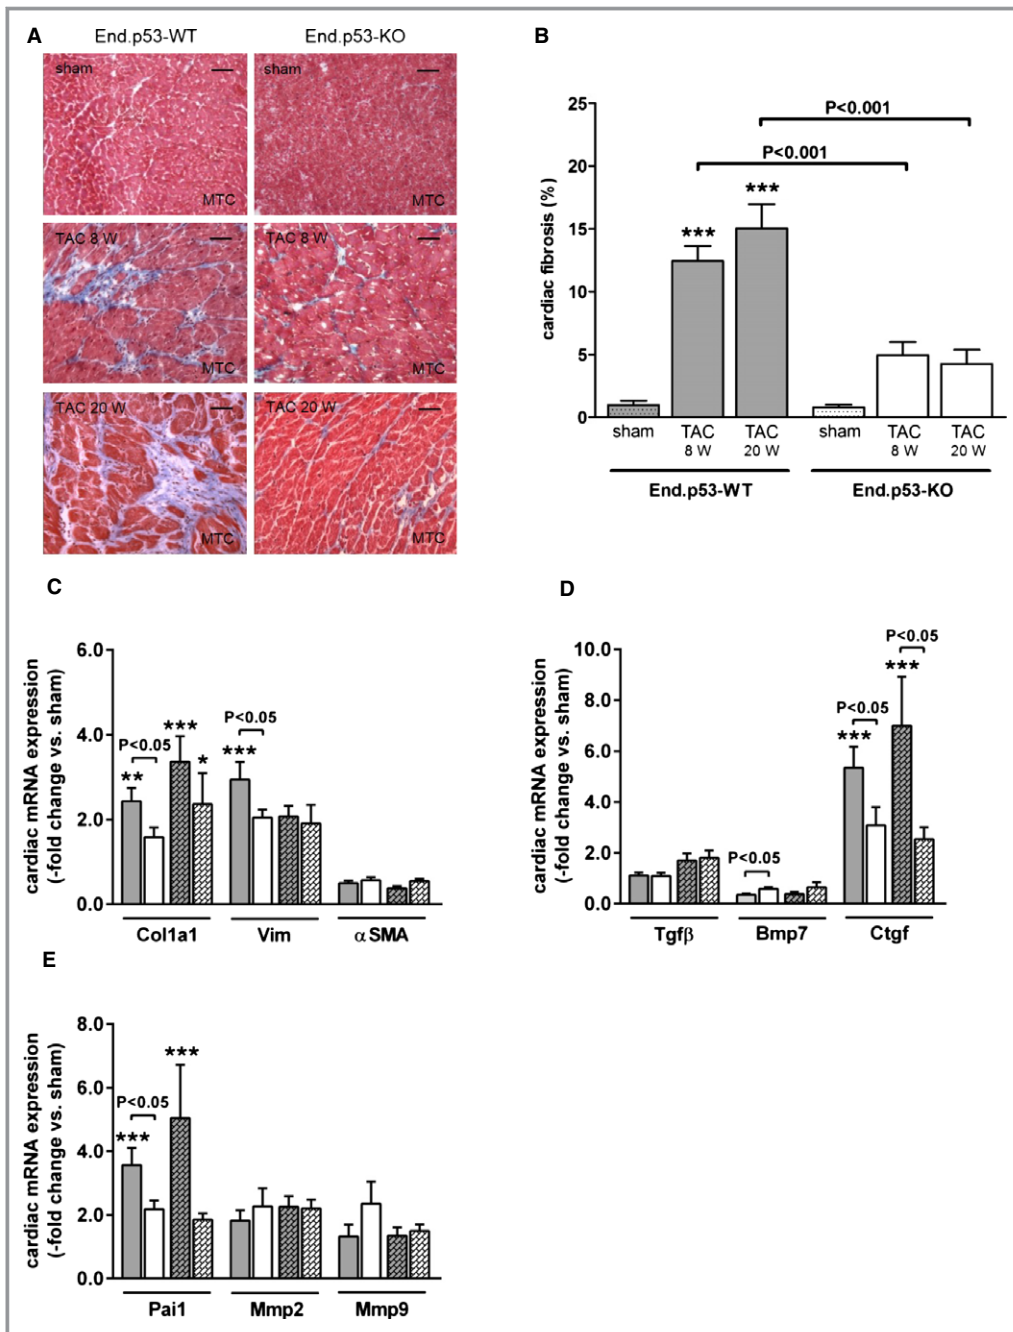 A
End.p53-WT
End.p53-KO
sham
MTC
sham
MTC
TAC 8 W
MTC
TAC 8 W
MTC
TAC 20 W
MTC
TAC 20 W
MTC
B
cardiac fibrosis (%)
25
20
15
10
5
0
P<0.001
P<0.001
***
***
sham
TAC
8 W
TAC
20 W
sham
TAC
8 W
TAC
20 W
End.p53-WT
End.p53-KO
C
cardiac mRNA expression
(-fold change vs. sham)
6.0
4.0
2.0
0.0
P<0.05
**
***
*
P<0.05
***
Col1a1
Vim
αSMA
D
cardiac mRNA expression
(-fold change vs. sham)
10.0
8.0
6.0
4.0
2.0
0.0
P<0.05
P<0.05
***
P<0.05
***
Tgfβ
Bmp7
Ctgf
E
cardiac mRNA expression
(-fold change vs. sham)
8.0
6.0
4.0
2.0
0.0
P<0.05
***
***
Pai1
Mmp2
Mmp9